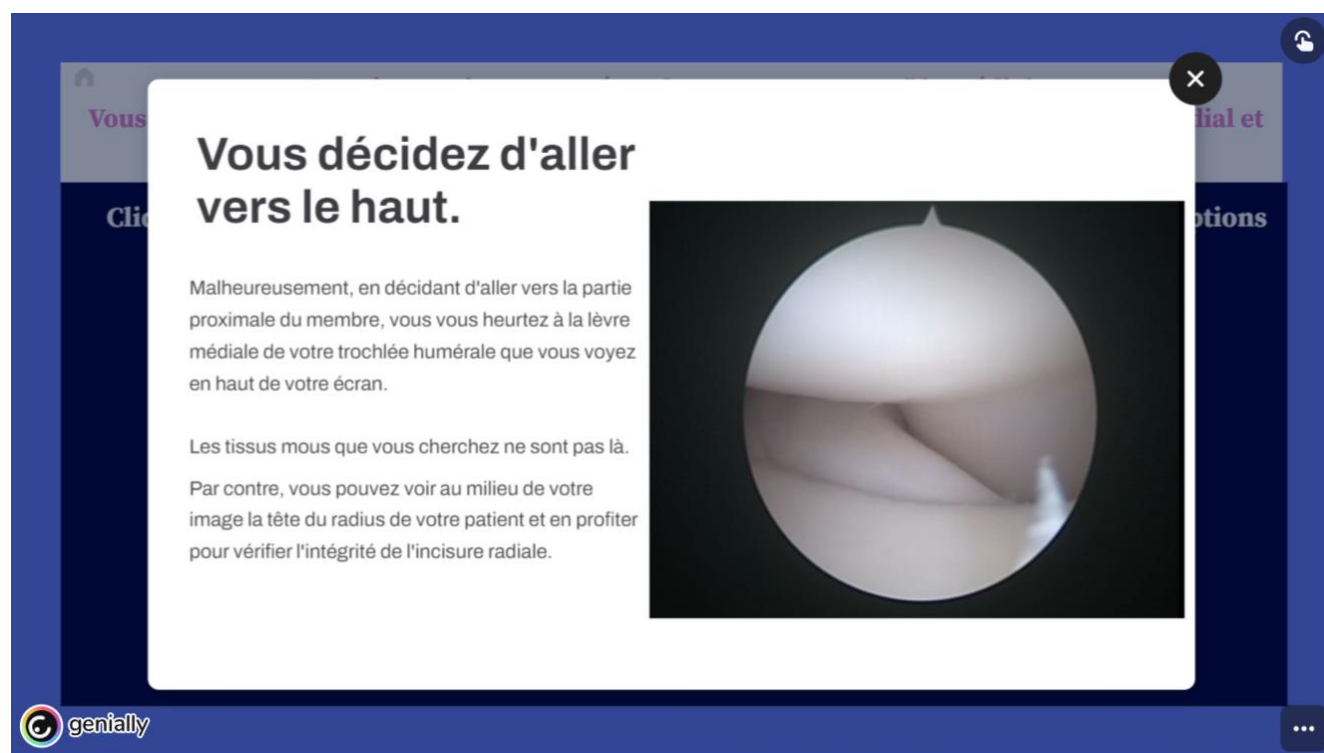 Vous
dial et
Vous décidez d'aller
vers le haut.
ptions
Malheureusement, en décidant d'aller vers la partie
proximale du membre, vous vous heurtez à la lèvre
médiale de votre trochlée humérale que vous voyez
en haut de votre écran.
Les tissus mous que vous cherchez ne sont pas là.
Par contre, vous pouvez voir au milieu de votre
image la tête du radius de votre patient et en profiter
pour vérifier l'intégrité de l'incisure radiale.
genially